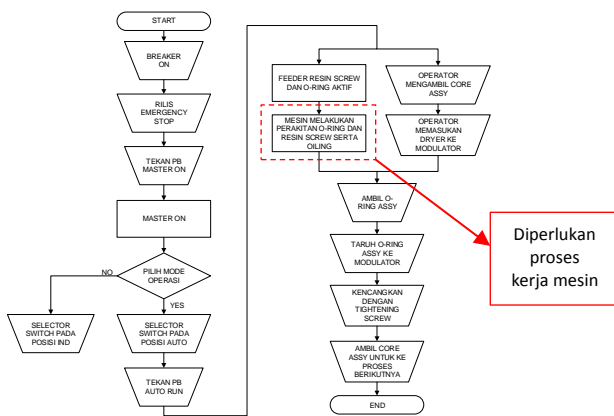 START
BREAKER
ON
RILIS
EMERGENCY
STOP
TEKAN PB
MASTER ON
MASTER ON
PILIH MODE
OPERASI
NO
YES
SELECTOR
SWITCH PADA
POSISI IND
SELECTOR
SWITCH PADA
POSISI AUTO
TEKAN PB
AUTO RUN
FEEDER RESIN SCREW
DAN O-RING AKTIF
OPERATOR
MENGAMBIL CORE
ASSY
MESIN MELAKUKAN
PERAKITAN O-RING DAN
RESIN SCREW SERTA
OILING
OPERATOR
MEMASUKAN
DRYER KE
MODULATOR
AMBIL O-
RING ASSY
TARUH O-RING
ASSY KE
MODULATOR
KENCANGKAN
DENGAN
TIGHTENING
SCREW
AMBIL CORE
ASSY UNTUK KE
PROSES
BERIKUTNYA
END
Diperlukan
proses
kerja mesin